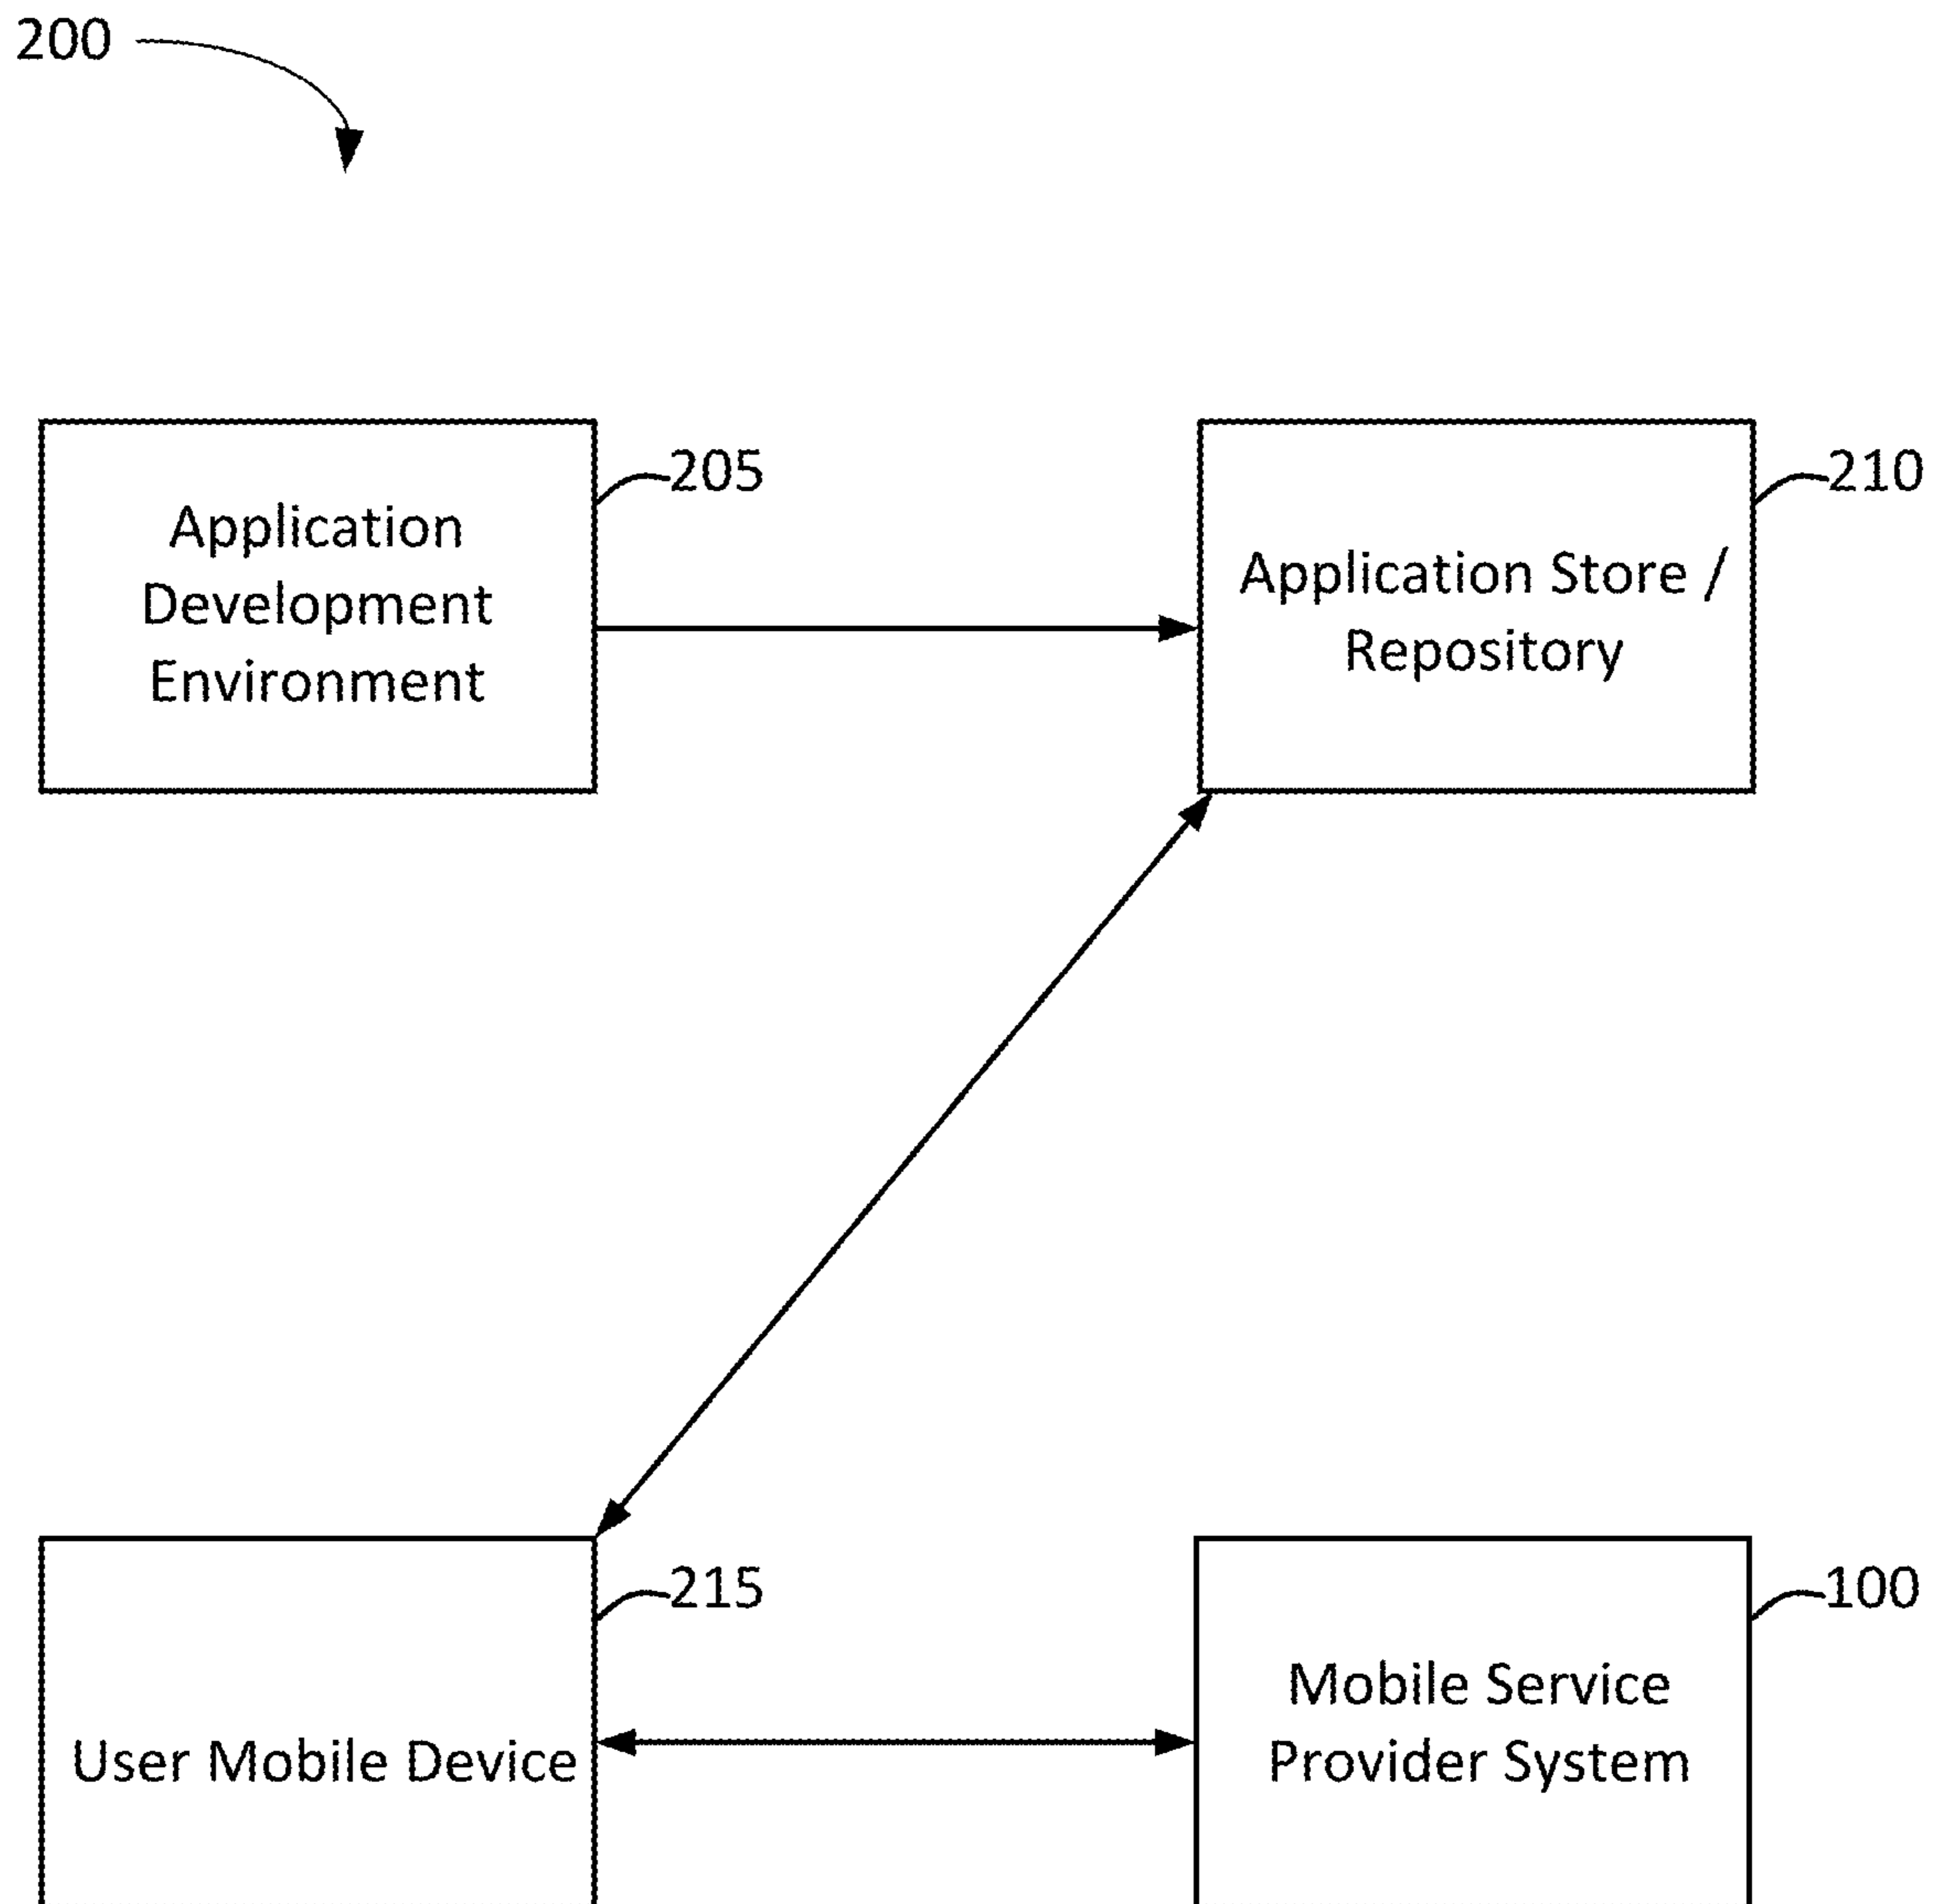 200
205
Application
Development
Environment
210
Application Store /
Repository
215
User Mobile Device
100
Mobile Service
Provider System